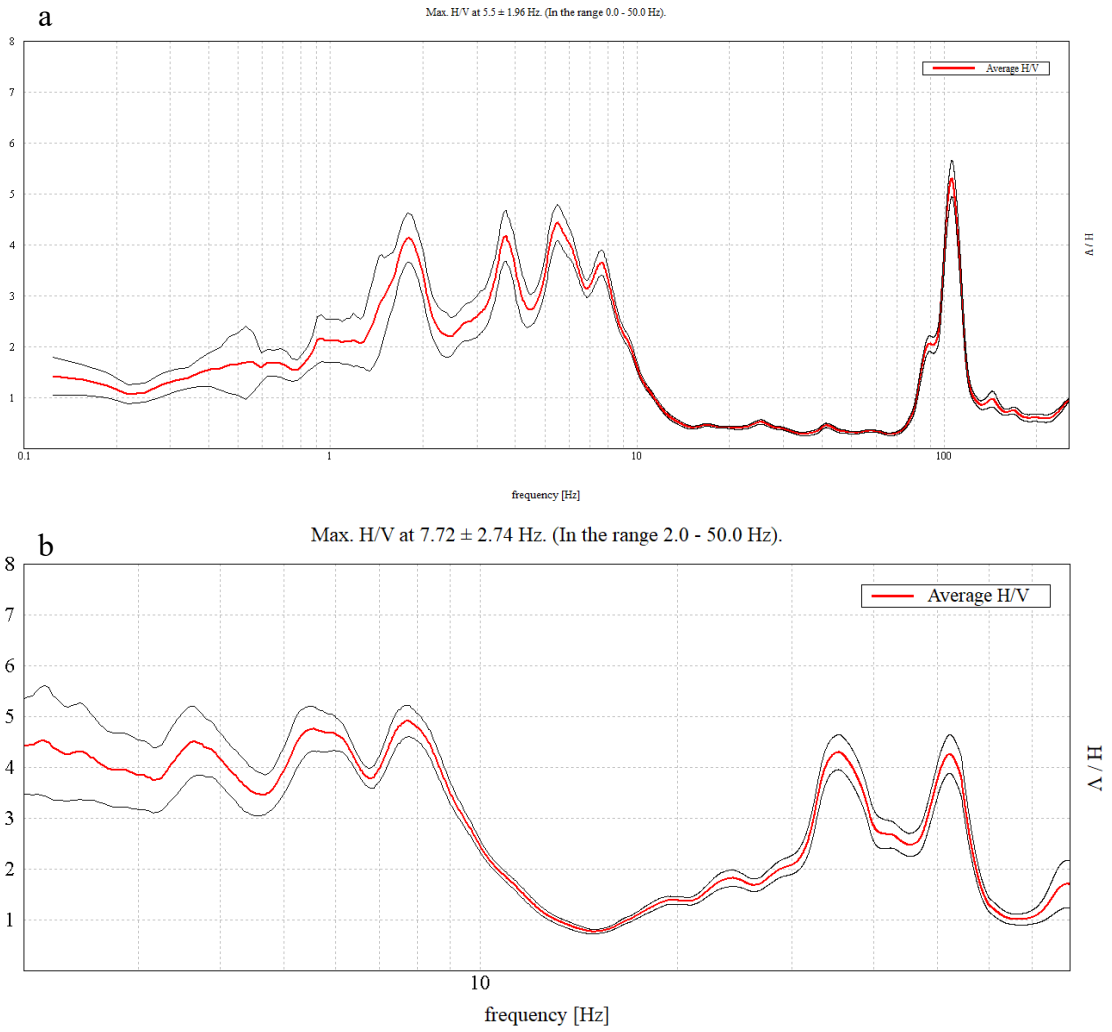 a
Max. H/V at 5.5 ± 1.96 Hz. (In the range 0.0 - 50.0 Hz).
8
Average H/V
7
6
5
4
H / V
3
2
1
0.1 1 10 100
frequency [Hz]
b
Max. H/V at 7.72 ± 2.74 Hz. (In the range 2.0 - 50.0 Hz).
8
Average H/V
7
6
5
4
H / V
3
2
1
10
frequency [Hz]